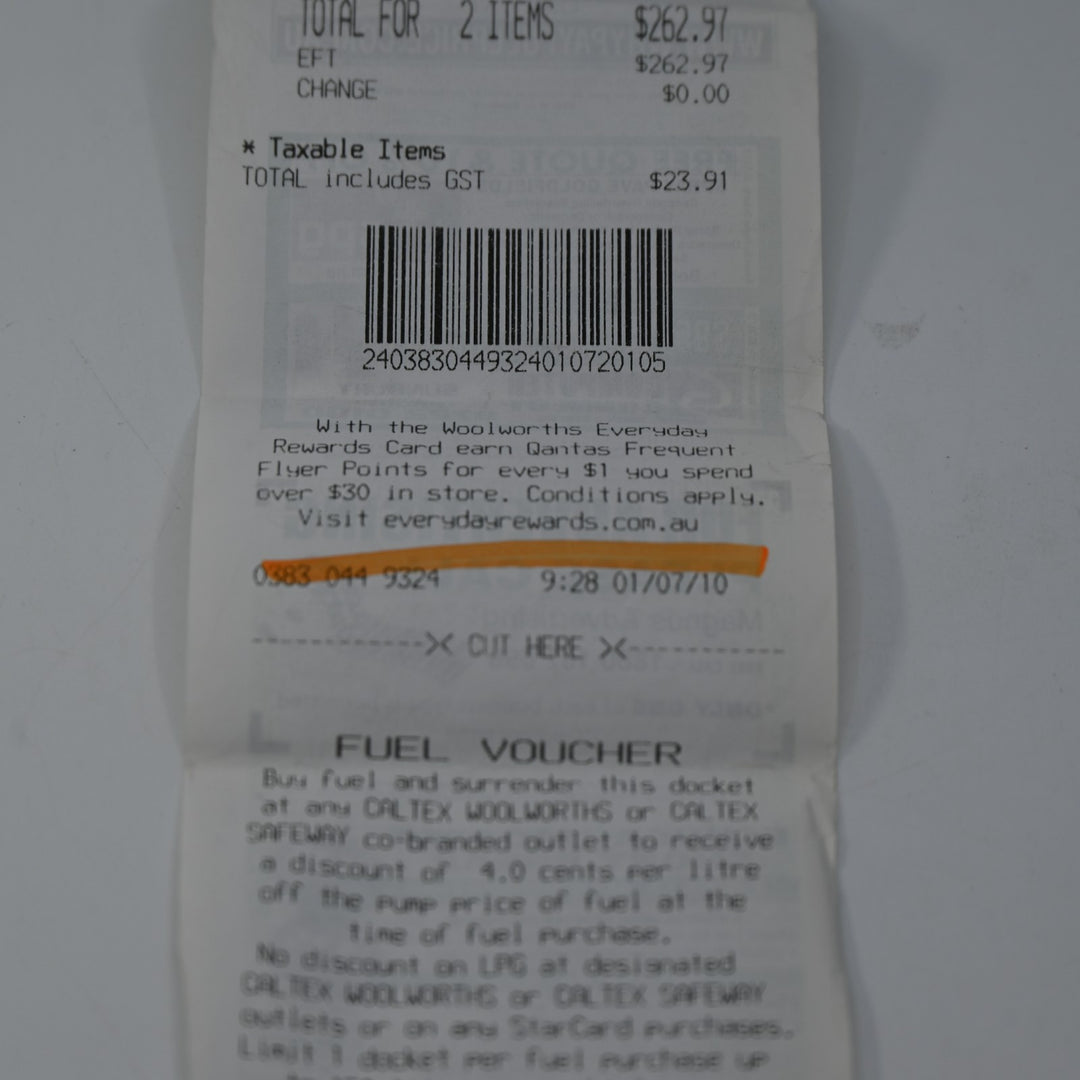 TOTAL FOR 2 ITEMS $262.97
EFT $262.97
CHANGE $0.00
* Taxable Items
TOTAL includes GST $23.91
2403830449324010720105
With the Woolworths Everyday
Rewards Card earn Qantas Frequent
Flyer Points for every $1 you spend
over $30 in store. Conditions apply.
Visit everydayrewards.com.au
0383 044 9324 9:28 01/07/10
------------>< CUT HERE ><-----------
FUEL VOUCHER
Buy fuel and surrender this docket
at any CALTEX WOOLWORTHS or CALTEX
SAFEWAY co-branded outlet to receive
a discount of 4.0 cents per litre
off the pump price of fuel at the
time of fuel purchase.
No discount on LPG at designated
CALTEX WOOLWORTHS or CALTEX SAFEWAY
outlets or on any StarCard purchases.
Limit 1 docket per fuel purchase up